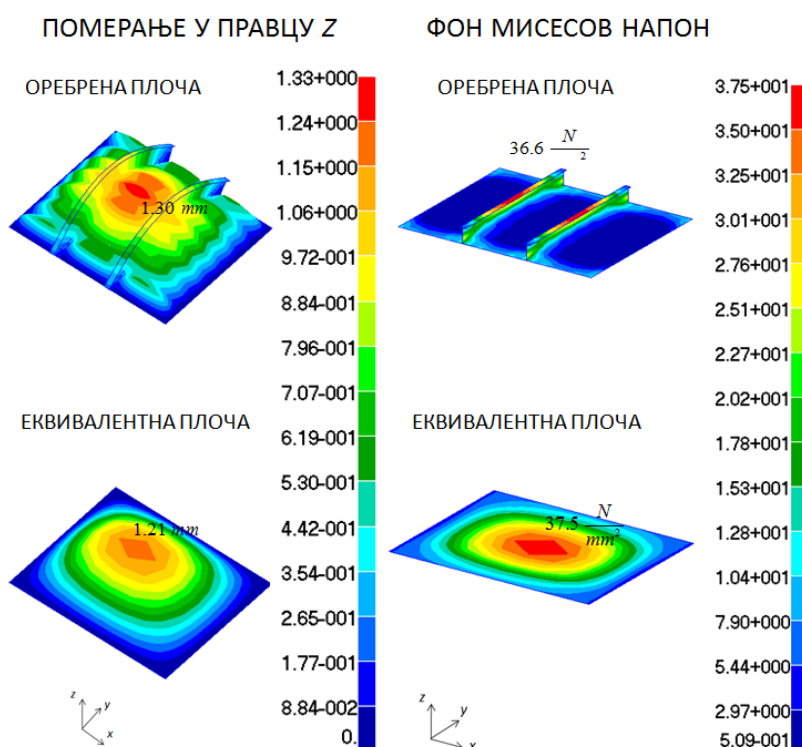 ПОМЕРАЊЕ У ПРАВЦУ Z
ФОН МИСЕСОВ НАПОН
ОРЕБРЕНА ПЛОЧА
1.30 mm
1.33+000
1.24+000
1.15+000
1.06+000
9.72-001
8.84-001
7.96-001
7.07-001
6.19-001
5.30-001
4.42-001
3.54-001
2.65-001
1.77-001
8.84-002
0.
ОРЕБРЕНА ПЛОЧА
36.6 N
2
3.75+001
3.50+001
3.25+001
3.01+001
2.76+001
2.51+001
2.27+001
2.02+001
1.78+001
1.53+001
1.28+001
1.04+001
7.90+000
5.44+000
2.97+000
5.09-001
ЕКВИВАЛЕНТНА ПЛОЧА
1.21 mm
z
y
x
ЕКВИВАЛЕНТНА ПЛОЧА
37.5 N
mm²
z
y
x